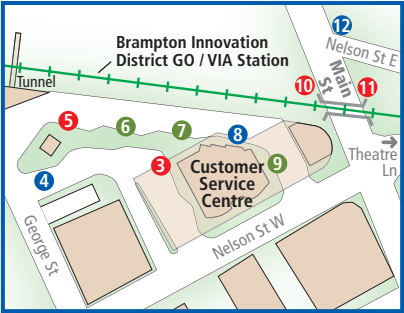 12
Nelson St E
Brampton Innovation
District GO / VIA Station
Main St
10
11
Tunnel
5
6
7
8
3
9
Theatre
Ln
4
Customer
Service
Centre
George St
Nelson St W